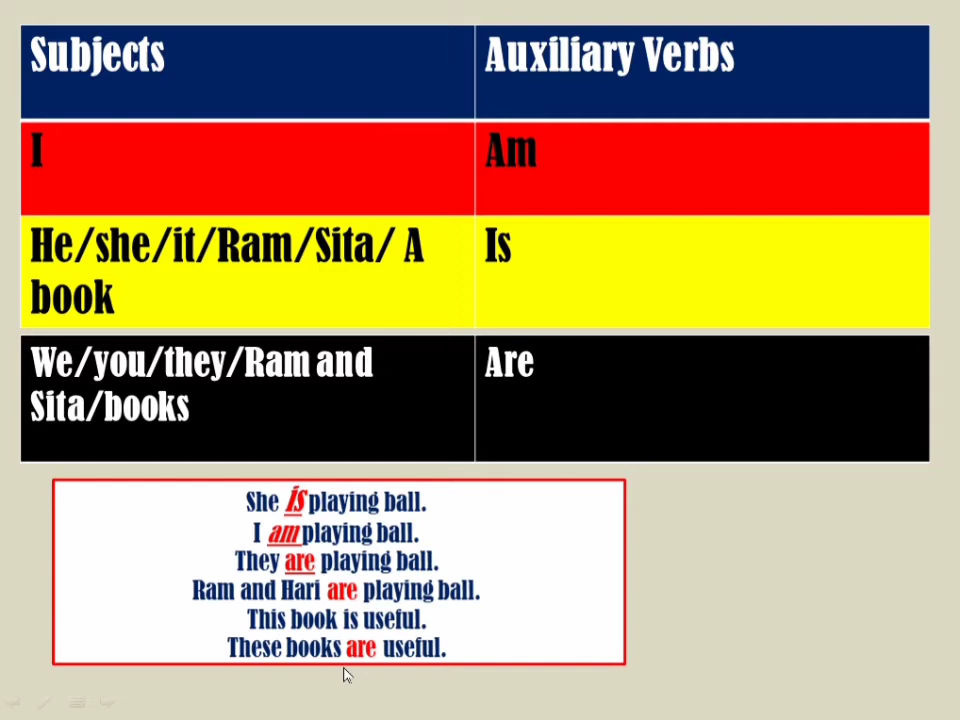 Subjects
Auxiliary Verbs
I
Am
He/she/it/Ram/Sita/ A
book
Is
We/you/they/Ram and
Sita/books
Are
She is playing ball.
I am playing ball.
They are playing ball.
Ram and Hari are playing ball.
This book is useful.
These books are useful.